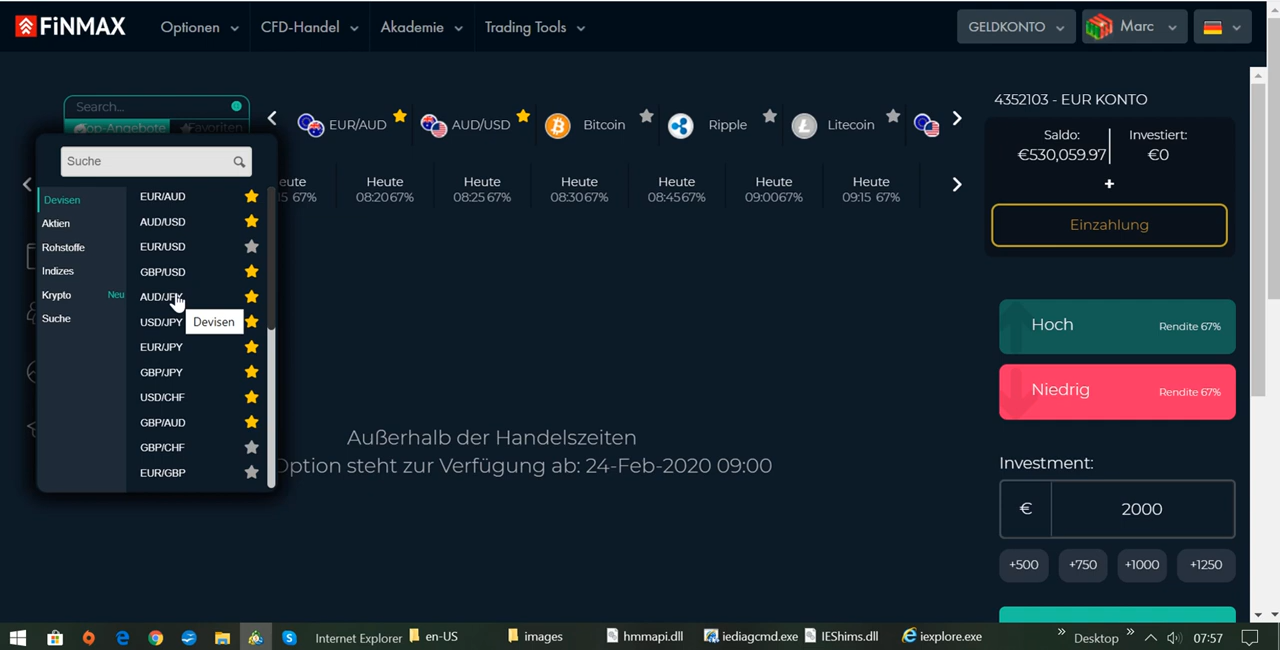 FiNMAX
Optionen
CFD-Handel
Akademie
Trading Tools
GELDKONTO
Marc
Search...
Top-Angebote
Favoriten
EUR/AUD
AUD/USD
Bitcoin
Ripple
Litecoin
Heute
Heute
Heute
Heute
Heute
Heute
08:20 67%
08:25 67%
08:30 67%
08:45 67%
09:00 67%
09:15 67%
Suche
Devisen
Aktien
Rohstoffe
Indizes
Krypto Neu
Suche
EUR/AUD
AUD/USD
EUR/USD
GBP/USD
AUD/JPY
USD/JPY
Devisen
EUR/JPY
GBP/JPY
USD/CHF
GBP/AUD
GBP/CHF
EUR/GBP
Außerhalb der Handelszeiten
Option steht zur Verfügung ab: 24-Feb-2020 09:00
4352103 - EUR KONTO
Saldo:
€530,059.97
Investiert:
€0
+
Einzahlung
Hoch
Rendite 67%
Niedrig
Rendite 67%
Investment:
€
2000
+500
+750
+1000
+1250
Internet Explorer
en-US
images
hmmapi.dll
iediagcmd.exe
IEShims.dll
iexplore.exe
Desktop
07:57